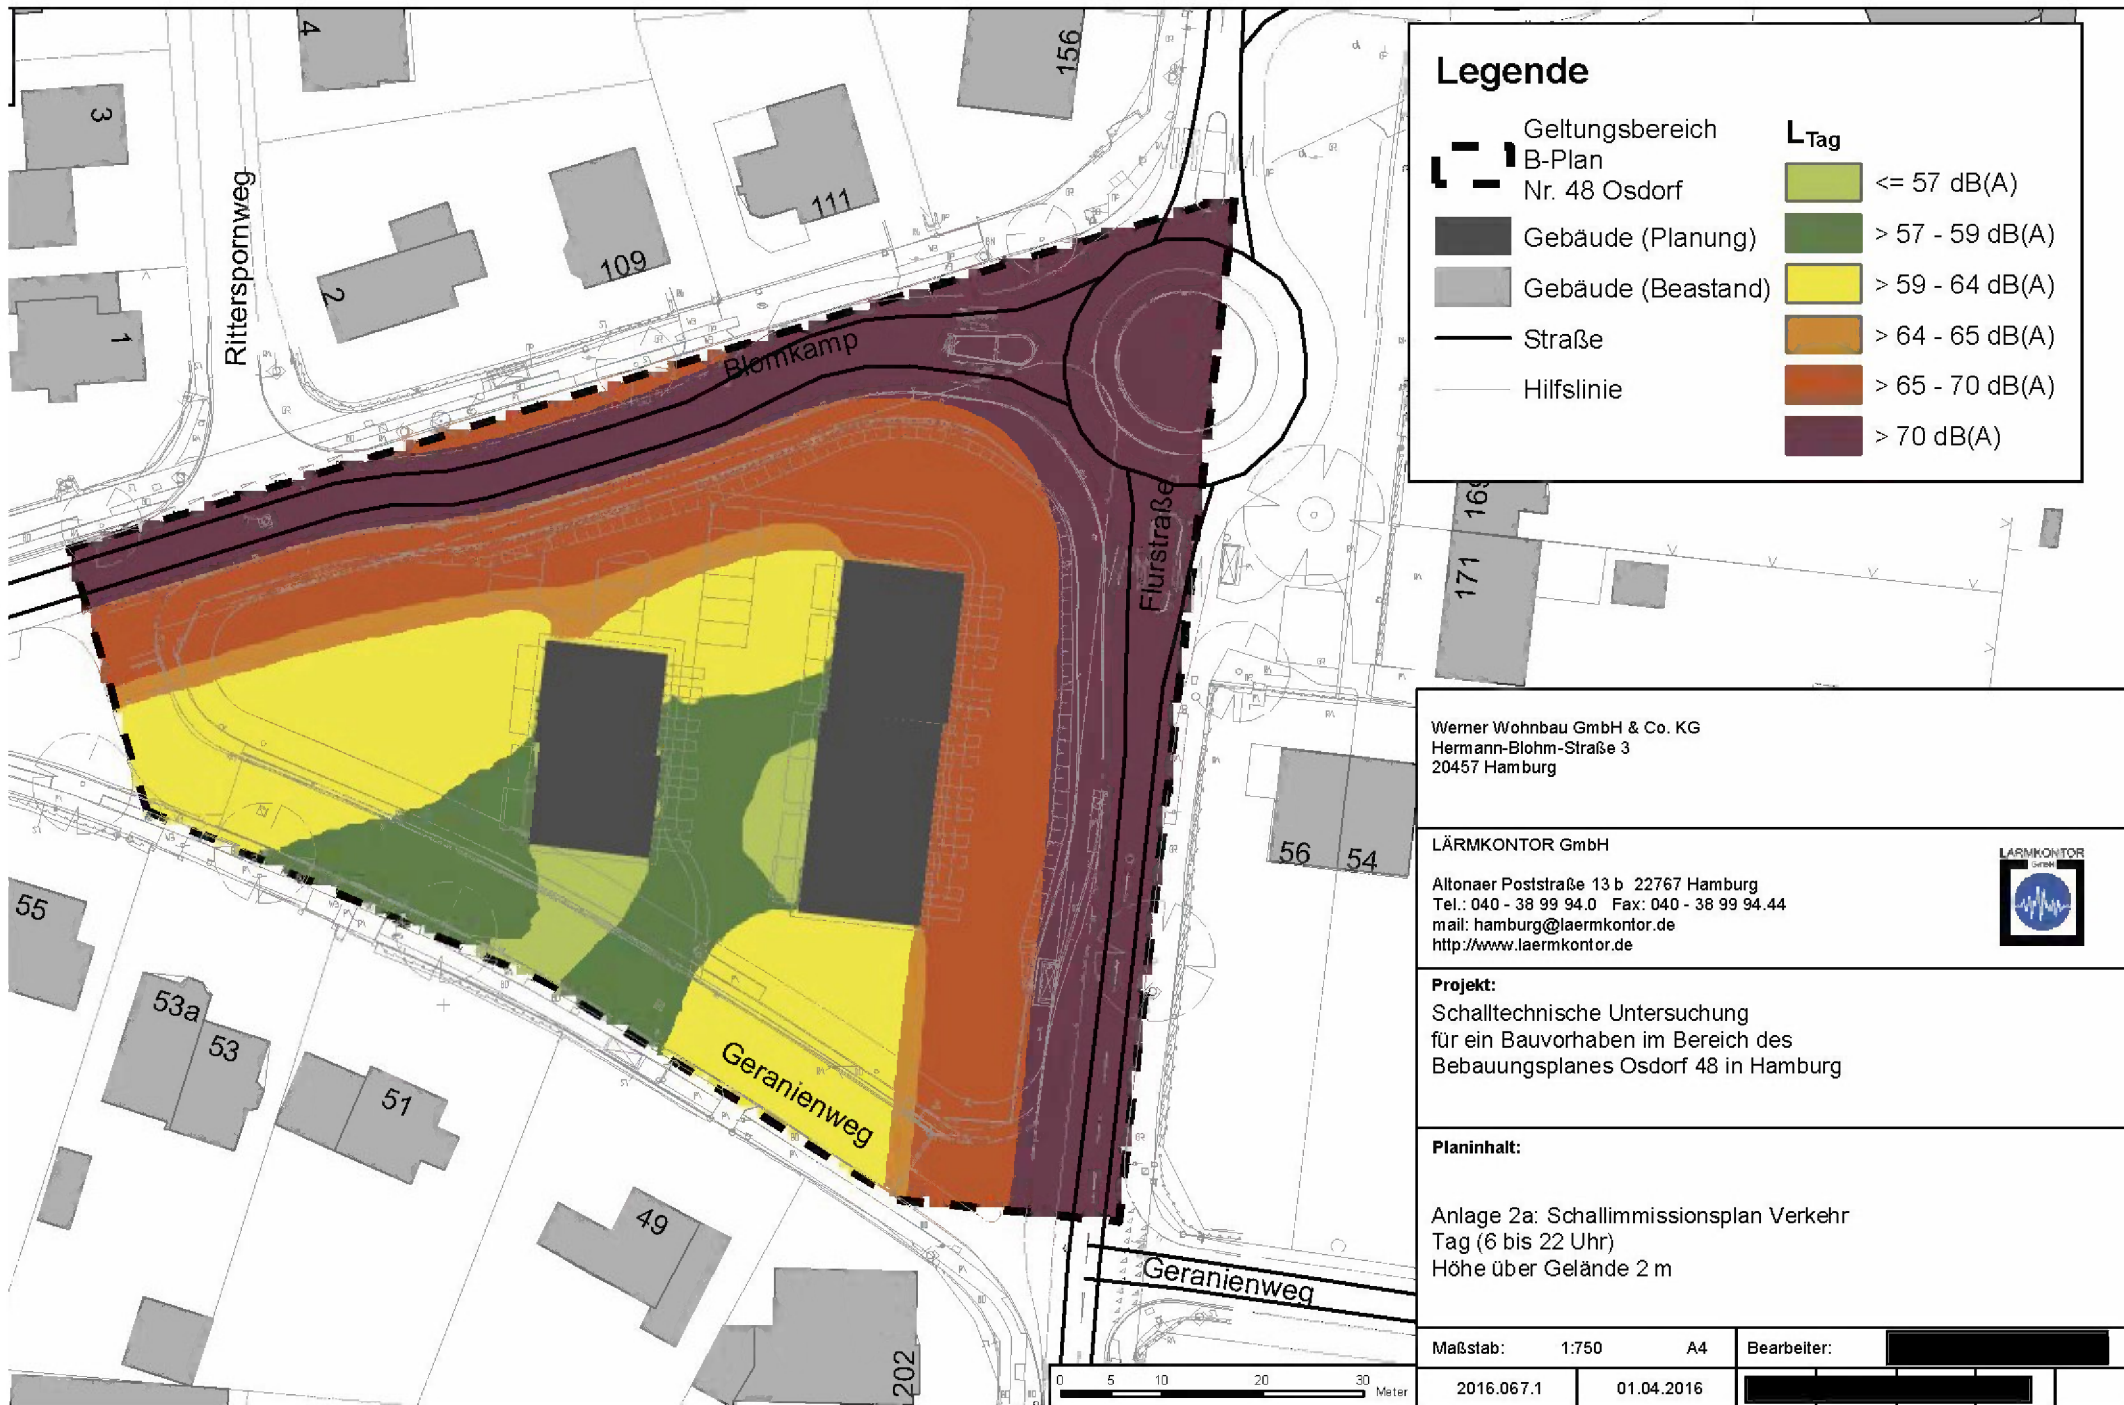 4
156
3
Ritterspornweg
111
109
2
1
Blomkamp
Flurstraße
169
171
56
54
55
53a
53
51
49
202
Geranienweg
Geranienweg
Legende
Geltungsbereich
B-Plan
Nr. 48 Osdorf
Gebäude (Planung)
Gebäude (Beastand)
Straße
Hilfslinie
LTag
<= 57 dB(A)
> 57 - 59 dB(A)
> 59 - 64 dB(A)
> 64 - 65 dB(A)
> 65 - 70 dB(A)
> 70 dB(A)
Werner Wohnbau GmbH & Co. KG
Hermann-Blohm-Straße 3
20457 Hamburg
LÄRMKONTOR GmbH
Altonaer Poststraße 13 b 22767 Hamburg
Tel.: 040 - 38 99 94.0 Fax: 040 - 38 99 94.44
mail: hamburg@laermkontor.de
http://www.laermkontor.de
LÄRMKONTOR
GmbH
Projekt:
Schalltechnische Untersuchung
für ein Bauvorhaben im Bereich des
Bebauungsplanes Osdorf 48 in Hamburg
Planinhalt:
Anlage 2a: Schallimmissionsplan Verkehr
Tag (6 bis 22 Uhr)
Höhe über Gelände 2 m
Maßstab: 1:750 A4 Bearbeiter:
2016.067.1 01.04.2016
0 5 10 20 30 Meter